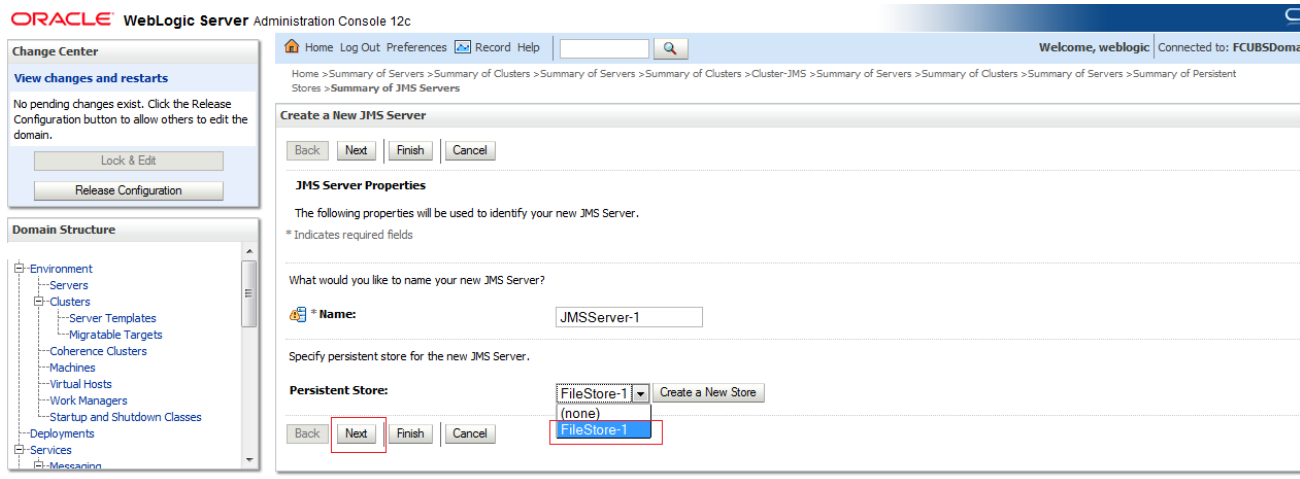 ORACLE WebLogic Server Administration Console 12c
Change Center
View changes and restarts
No pending changes exist. Click the Release
Configuration button to allow others to edit the
domain.
Lock & Edit
Release Configuration
Domain Structure
Environment
Servers
Clusters
Server Templates
Migratable Targets
Coherence Clusters
Machines
Virtual Hosts
Work Managers
Startup and Shutdown Classes
Deployments
Services
Messaging
Home Log Out Preferences Record Help
Welcome, weblogic Connected to: FCUBSDoma
Home >Summary of Servers >Summary of Clusters >Summary of Servers >Summary of Clusters >Cluster-JMS >Summary of Servers >Summary of Clusters >Summary of Servers >Summary of Persistent
Stores >Summary of JMS Servers
Create a New JMS Server
Back Next Finish Cancel
JMS Server Properties
The following properties will be used to identify your new JMS Server.
* Indicates required fields
What would you like to name your new JMS Server?
* Name: JMSServer-1
Specify persistent store for the new JMS Server.
Persistent Store: FileStore-1 Create a New Store
(none)
FileStore-1
Back Next Finish Cancel